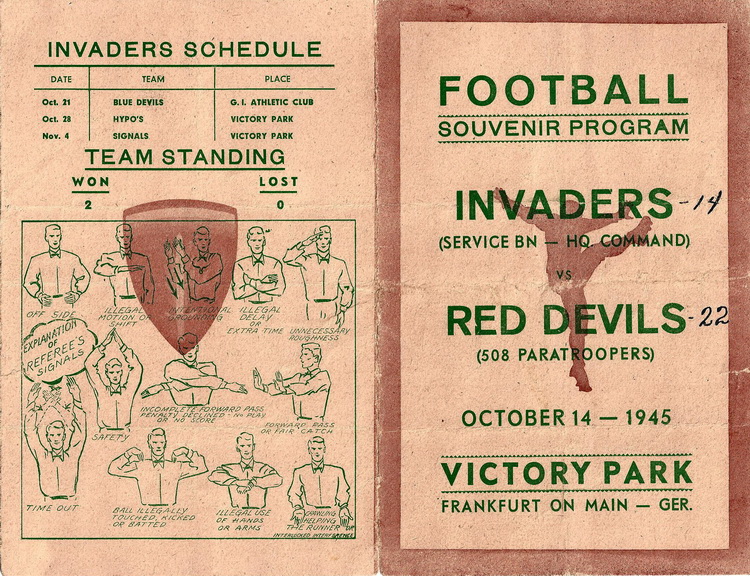 INVADERS SCHEDULE
DATE TEAM PLACE
Oct. 21 BLUE DEVILS G. I. ATHLETIC CLUB
Oct. 28 HYPO'S VICTORY PARK
Nov. 4 SIGNALS VICTORY PARK
TEAM STANDING
WON LOST
2 0
OFF SIDE
ILLEGAL
MOTION OR
SHIFT
INTENTIONAL
GROUNDING
ILLEGAL
DELAY
OR
EXTRA TIME
UNNECESSARY
ROUGHNESS
EXPLANATION
OF
REFEREE'S
SIGNALS
SAFETY
INCOMPLETE FORWARD PASS
PENALTY DECLINED - NO PLAY
OR NO SCORE
FORWARD PASS
OR FAIR CATCH
TIME OUT
BALL ILLEGALLY
TOUCHED, KICKED
OR BATTED
ILLEGAL USE
OF HANDS
OR ARMS
CRAWLING
HELPING
THE RUNNER
INTERLOCKED INTERFERENCE
FOOTBALL
SOUVENIR PROGRAM
INVADERS -14
(SERVICE BN — HQ. COMMAND)
VS
RED DEVILS -22
(508 PARATROOPERS)
OCTOBER 14 — 1945
VICTORY PARK
FRANKFURT ON MAIN — GER.